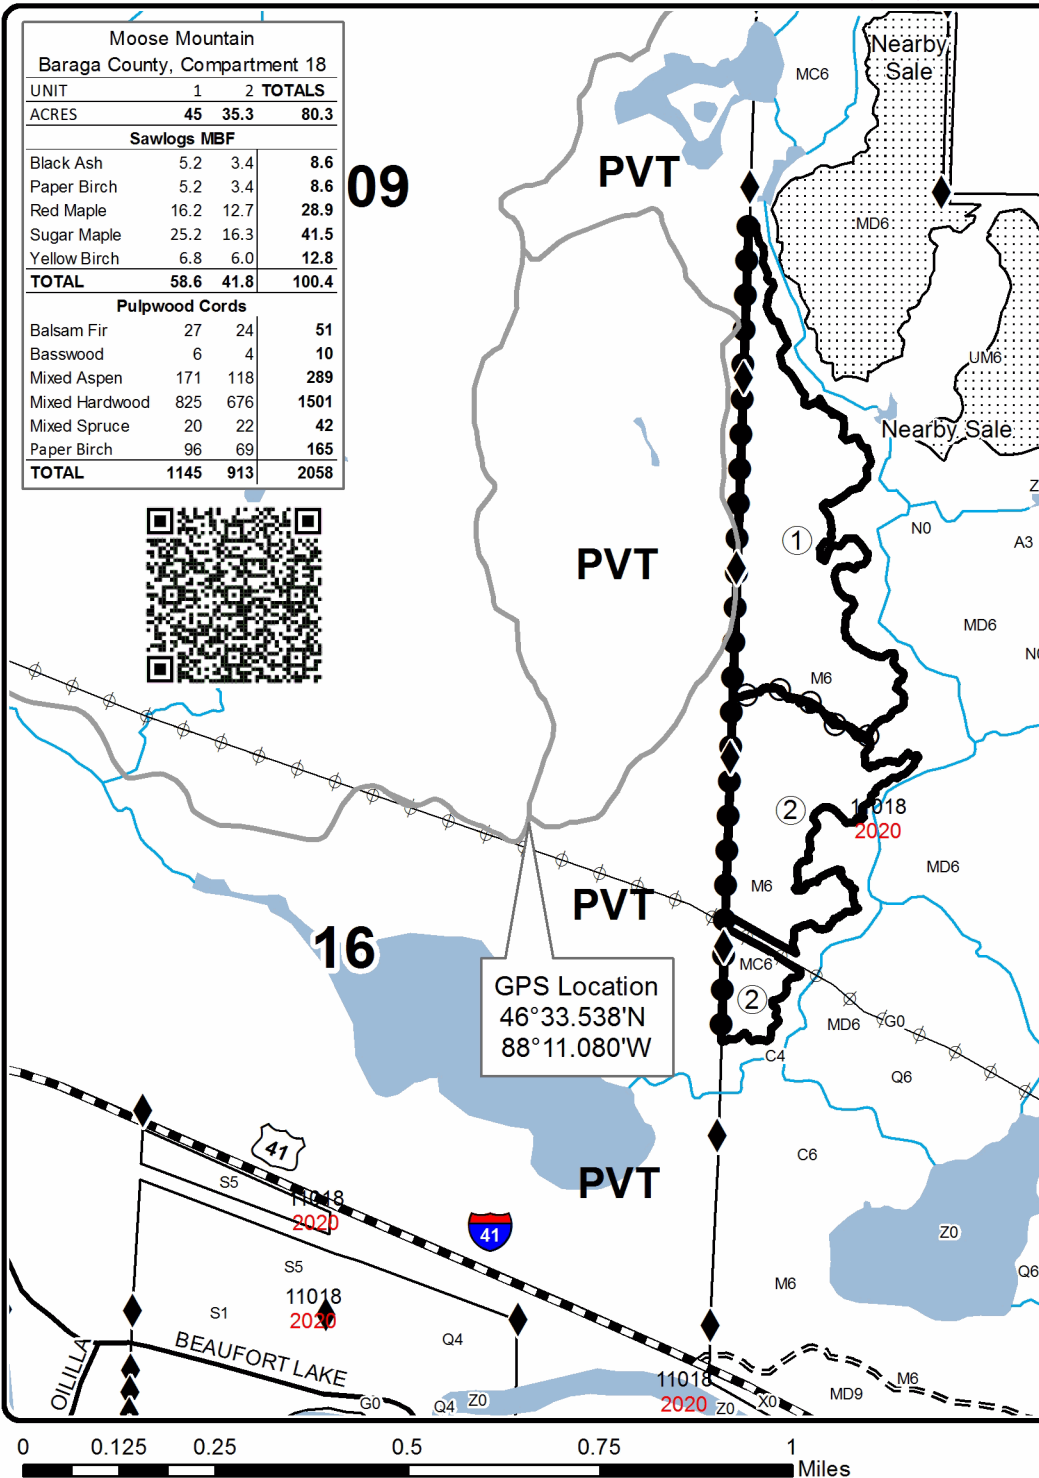 Moose Mountain
Baraga County, Compartment 18
UNIT 1 2 TOTALS
ACRES 45 35.3 80.3
Sawlogs MBF
Black Ash 5.2 3.4 8.6
Paper Birch 5.2 3.4 8.6
Red Maple 16.2 12.7 28.9
Sugar Maple 25.2 16.3 41.5
Yellow Birch 6.8 6.0 12.8
TOTAL 58.6 41.8 100.4
Pulpwood Cords
Balsam Fir 27 24 51
Basswood 6 4 10
Mixed Aspen 171 118 289
Mixed Hardwood 825 676 1501
Mixed Spruce 20 22 42
Paper Birch 96 69 165
TOTAL 1145 913 2058
Nearby
Sale
MC6
PVT
09
MD6
UM6
Nearby Sale
Z
N0
A3
1
PVT
MD6
N0
M6
2
11018
2020
MD6
M6
PVT
16
MC6
GPS Location
46°33.538'N
88°11.080'W
2
MD6
G0
C4
Q6
41
C6
PVT
S5
11018
2020
41
Z0
S5
Q6
M6
11018
2020
S1
Q4
BEAUFORT LAKE
OILILLA
11018
2020
M6
MD9
G0
Q4
Z0
Z0
X0
0 0.125 0.25 0.5 0.75 1
Miles